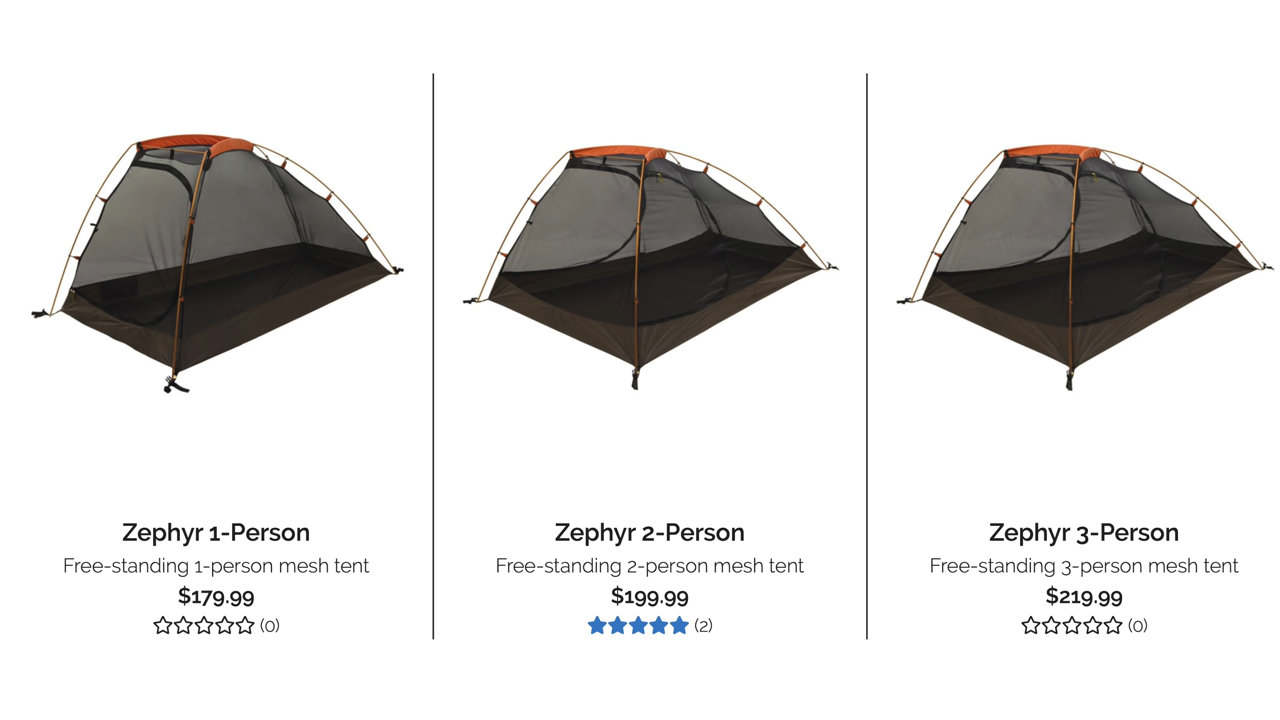 Zephyr 1-Person
Free-standing 1-person mesh tent
$179.99
(0)
Zephyr 2-Person
Free-standing 2-person mesh tent
$199.99
(2)
Zephyr 3-Person
Free-standing 3-person mesh tent
$219.99
(0)